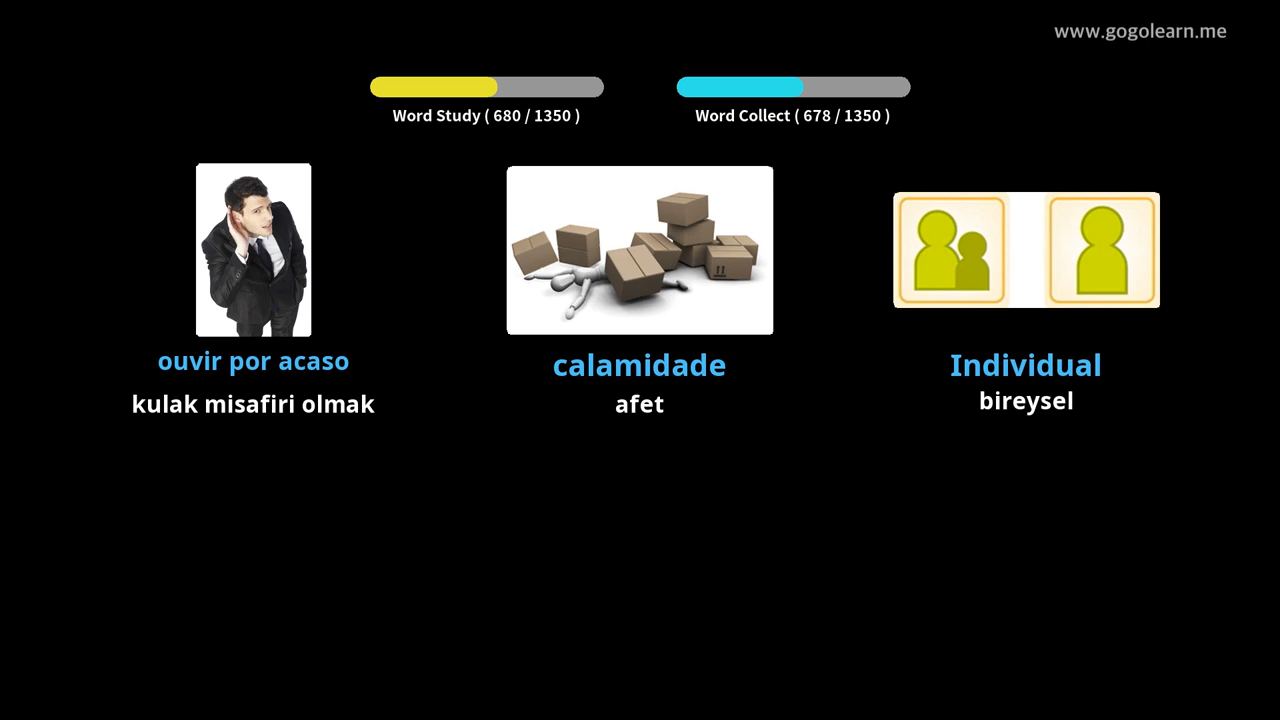 www.gogolearn.me
Word Study ( 680 / 1350 )
Word Collect ( 678 / 1350 )
ouvir por acaso
kulak misafiri olmak
calamidade
afet
Individual
bireysel